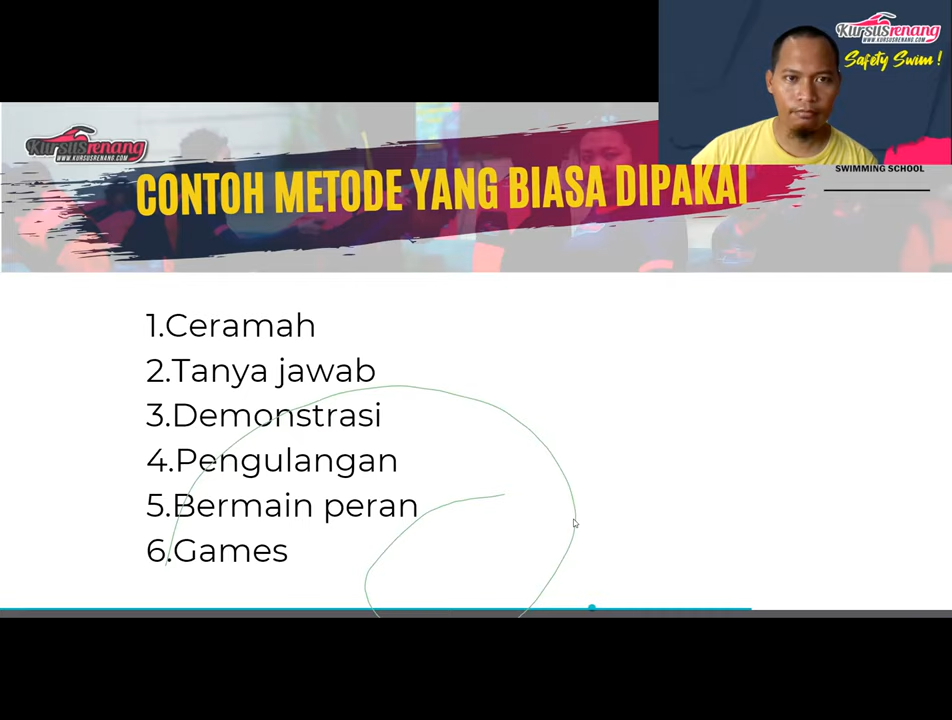 Kursusrenang
WWW.KURSUSRENANG.COM
Safety Swim !
Kursusrenang
WWW.KURSUSRENANG.COM
SWIMMING SCHOOL
CONTOH METODE YANG BIASA DIPAKAI
1.Ceramah
2.Tanya jawab
3.Demonstrasi
4.Pengulangan
5.Bermain peran
6.Games